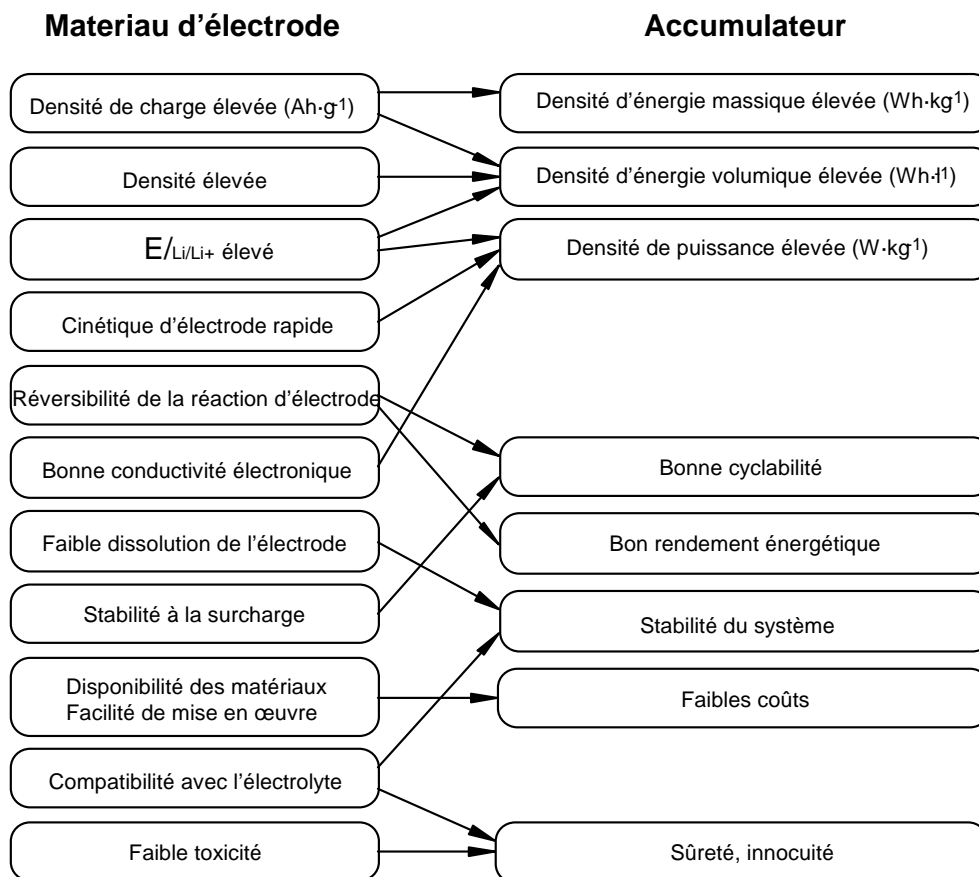 Materiau d’électrode
Accumulateur
Densité de charge élevée (Ah·g-1)
Densité d’énergie massique élevée (Wh·kg-1)
Densité élevée
Densité d’énergie volumique élevée (Wh·l-1)
E/Li/Li+ élevé
Densité de puissance élevée (W·kg-1)
Cinétique d’électrode rapide
Réversibilité de la réaction d’électrode
Bonne conductivité électronique
Bonne cyclabilité
Faible dissolution de l’électrode
Bon rendement énergétique
Stabilité à la surcharge
Stabilité du système
Disponibilité des matériaux
Facilité de mise en œuvre
Faibles coûts
Compatibilité avec l’électrolyte
Faible toxicité
Sûreté, innocuité